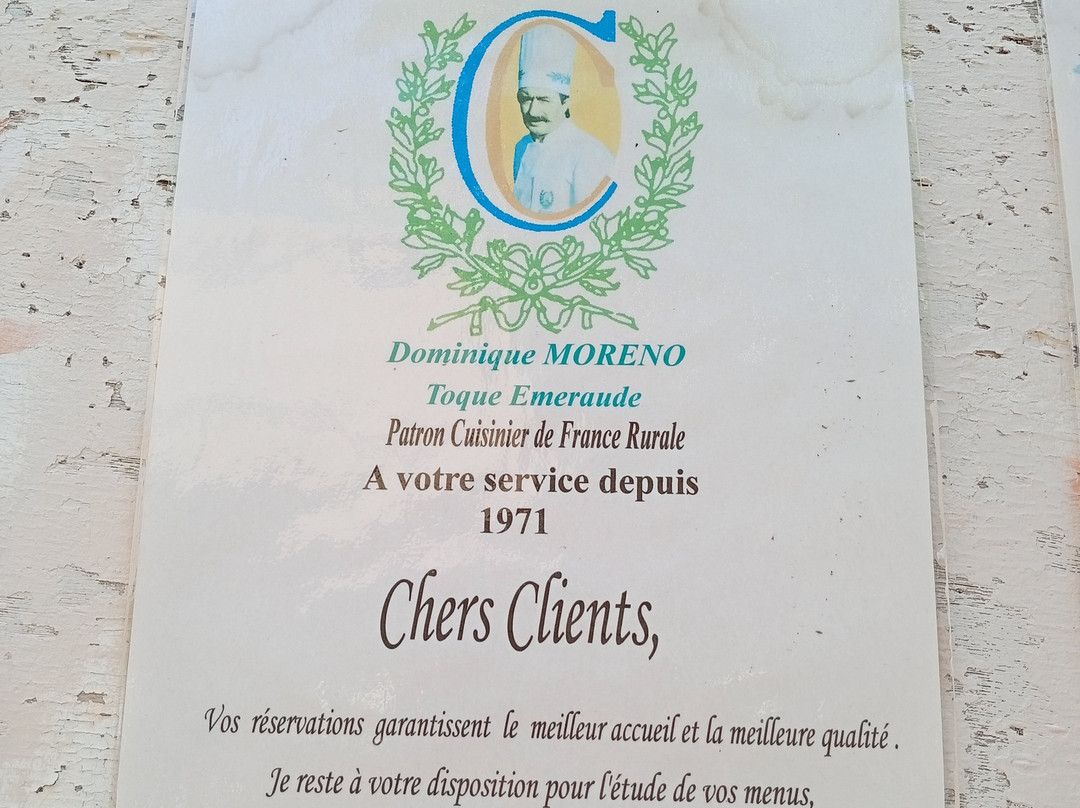 C
Dominique MORENO
Toque Emeraude
Patron Cuisinier de France Rurale
A votre service depuis
1971
Chers Clients,
Vos réservations garantissent le meilleur accueil et la meilleure qualité .
Je reste à votre disposition pour l'étude de vos menus,